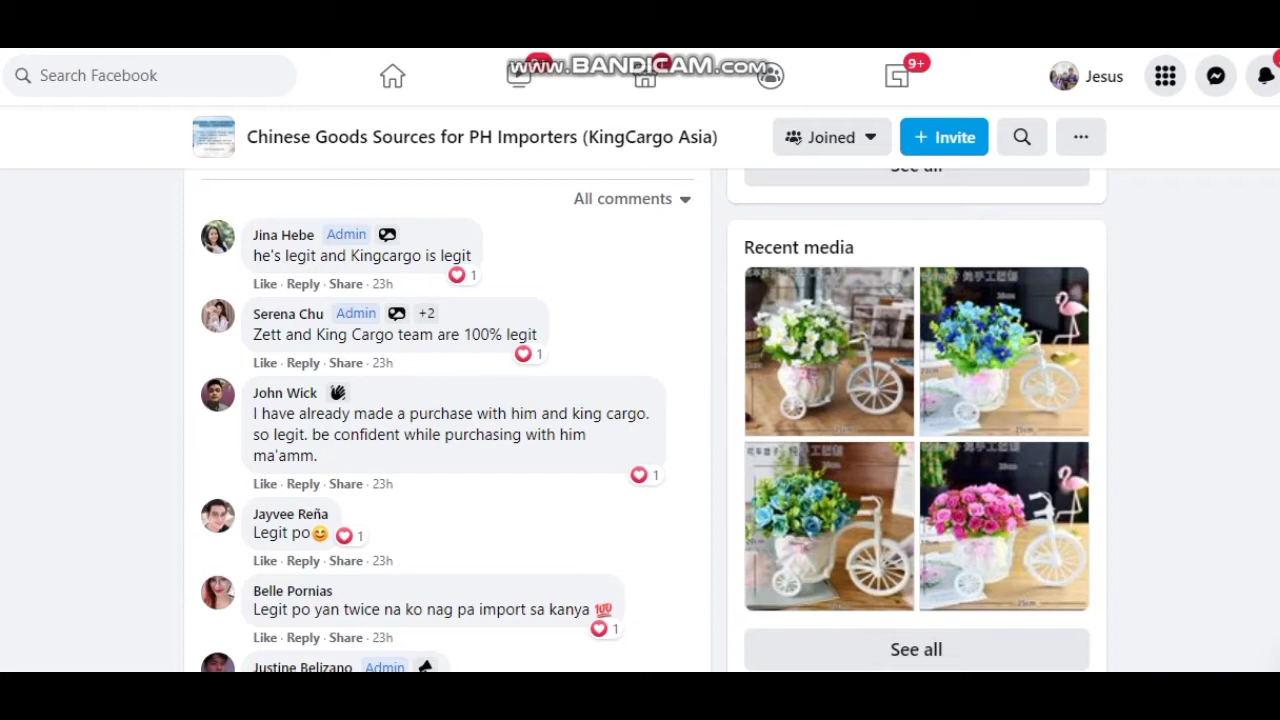 www.BANDICAM.com
Search Facebook
9+
Jesus
Chinese Goods Sources for PH Importers (KingCargo Asia)
Joined
+ Invite
See all
All comments
Jina Hebe Admin
he's legit and Kingcargo is legit
1
Like · Reply · Share · 23h
Serena Chu Admin +2
Zett and King Cargo team are 100% legit
1
Like · Reply · Share · 23h
John Wick
I have already made a purchase with him and king cargo.
so legit. be confident while purchasing with him
ma'amm.
1
Like · Reply · Share · 23h
Jayvee Reña
Legit po😊
1
Like · Reply · Share · 23h
Belle Pornias
Legit po yan twice na ko nag pa import sa kanya 💯
1
Like · Reply · Share · 23h
Justine Belizano Admin
Recent media
See all